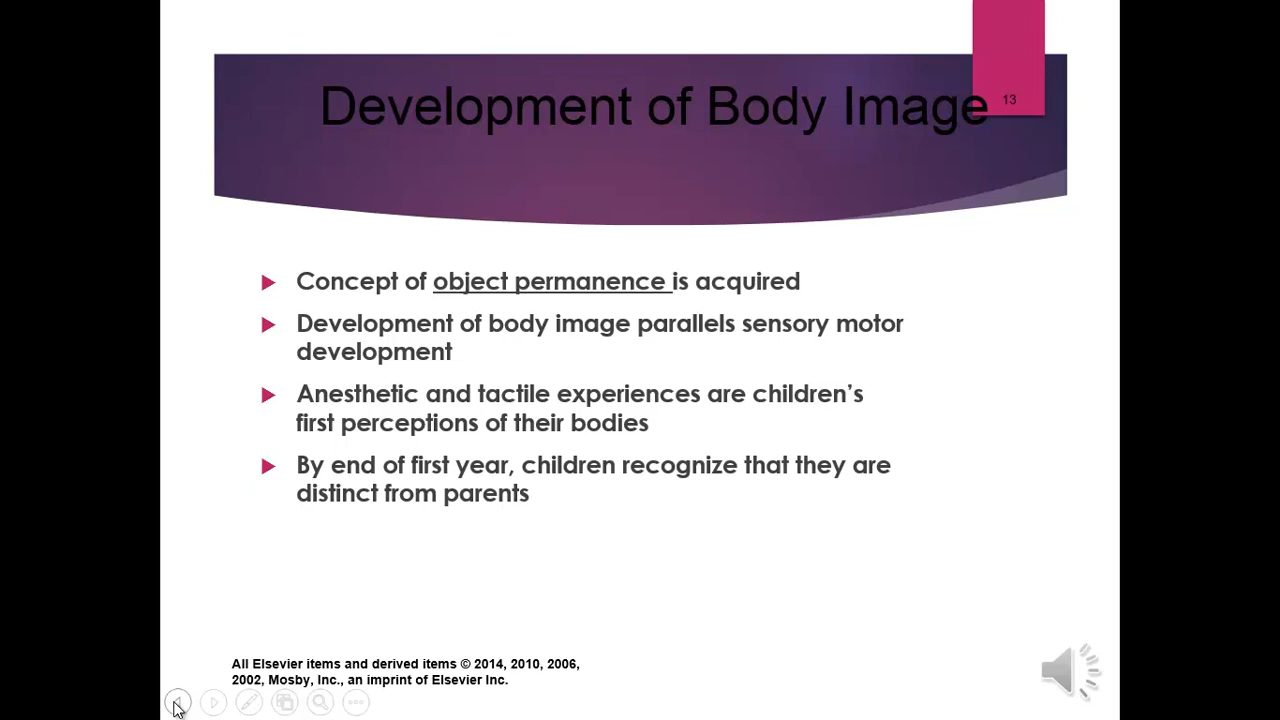 Development of Body Image
13
Concept of object permanence is acquired
Development of body image parallels sensory motor
development
Anesthetic and tactile experiences are children’s
first perceptions of their bodies
By end of first year, children recognize that they are
distinct from parents
All Elsevier items and derived items © 2014, 2010, 2006,
2002, Mosby, Inc., an imprint of Elsevier Inc.